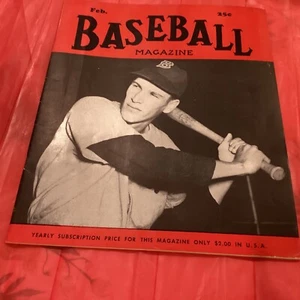 Feb. 25c
BASEBALL
MAGAZINE
YEARLY SUBSCRIPTION PRICE FOR THIS MAGAZINE ONLY $2.00 IN U.S.A.